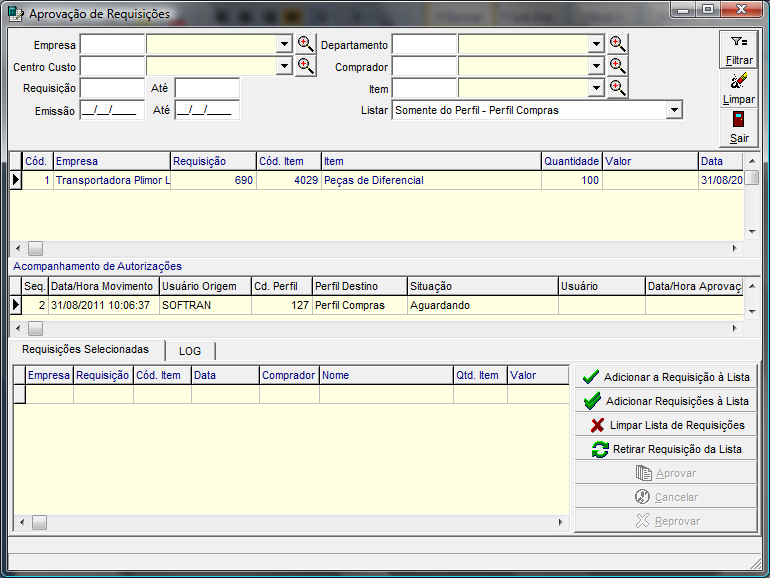 Aprovação de Requisições
Empresa Departamento
Centro Custo Comprador
Requisição Até Item
Emissão __/__/____ Até __/__/____ Listar Somente do Perfil - Perfil Compras
Filtrar
Limpar
Sair
Cód. Empresa Requisição Cód. Item Item Quantidade Valor Data
1 Transportadora Plimor L 690 4029 Peças de Diferencial 100 31/08/20
Acompanhamento de Autorizações
Seq. Data/Hora Movimento Usuário Origem Cd. Perfil Perfil Destino Situação Usuário Data/Hora Aprovaç
2 31/08/2011 10:06:37 SOFTRAN 127 Perfil Compras Aguardando
Requisições Selecionadas LOG
Empresa Requisição Cód. Item Data Comprador Nome Qtd. Item Valor
Adicionar a Requisição à Lista
Adicionar Requisições à Lista
Limpar Lista de Requisições
Retirar Requisição da Lista
Aprovar
Cancelar
Reprovar